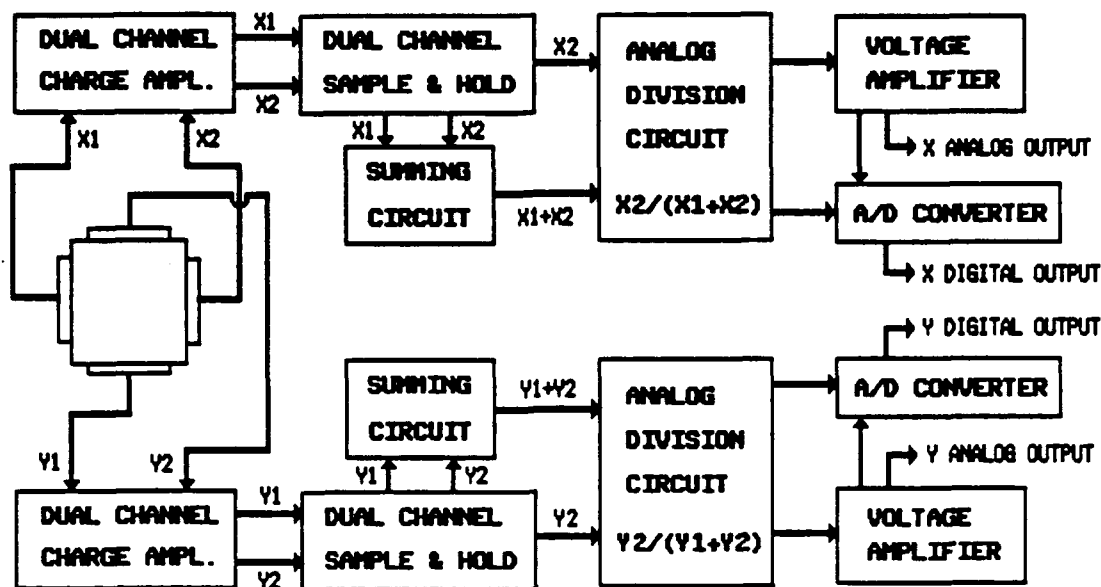 DUAL CHANNEL
CHARGE AMPL.
X1
X2
DUAL CHANNEL
SAMPLE & HOLD
X2
ANALOG
DIVISION
CIRCUIT
X2/(X1+X2)
VOLTAGE
AMPLIFIER
X1
X2
X1
X2
SUMMING
CIRCUIT
X1+X2
X ANALOG OUTPUT
A/D CONVERTER
X DIGITAL OUTPUT
Y DIGITAL OUTPUT
SUMMING
CIRCUIT
Y1+Y2
ANALOG
DIVISION
CIRCUIT
Y2/(Y1+Y2)
A/D CONVERTER
Y1
Y2
Y1
Y2
Y ANALOG OUTPUT
DUAL CHANNEL
CHARGE AMPL.
Y1
Y2
DUAL CHANNEL
SAMPLE & HOLD
Y2
VOLTAGE
AMPLIFIER